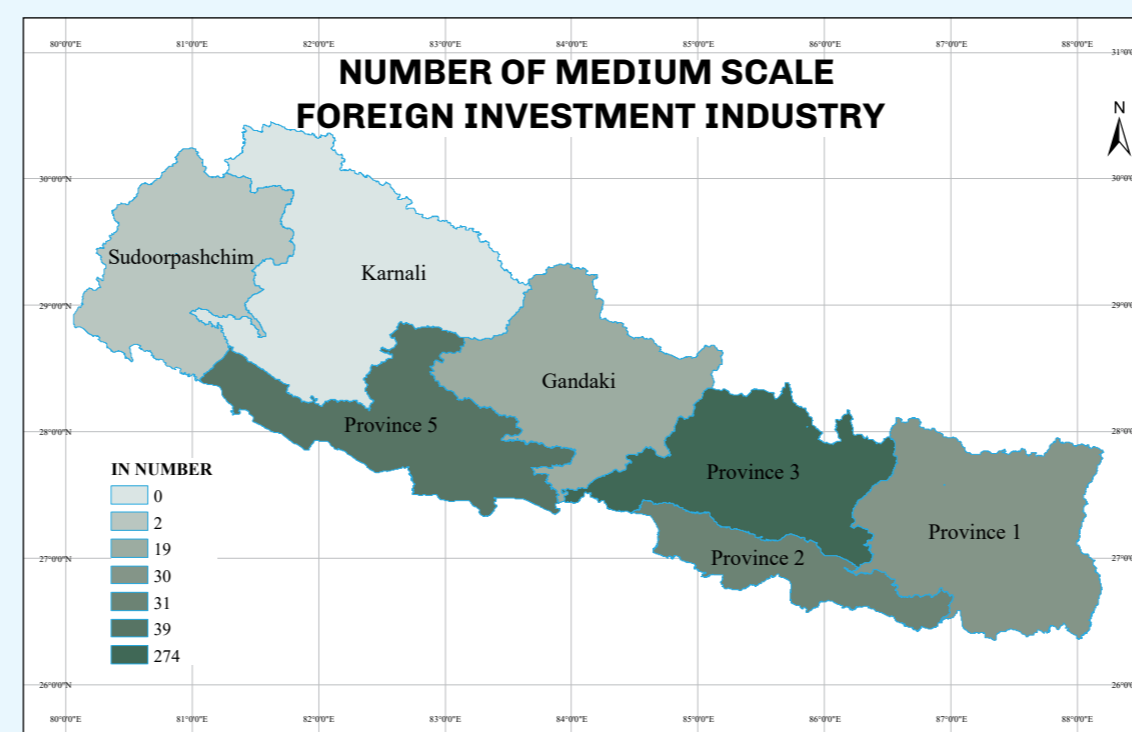 80°0'0"E 81°0'0"E 82°0'0"E 83°0'0"E 84°0'0"E 85°0'0"E 86°0'0"E 87°0'0"E 88°0'0"E
NUMBER OF MEDIUM SCALE
FOREIGN INVESTMENT INDUSTRY
N
30°0'0"N
Sudoorpashchim
Karnali
29°0'0"N
Gandaki
Province 5
28°0'0"N
Province 3
Province 1
Province 2
27°0'0"N
IN NUMBER
0
2
19
30
31
39
274
26°0'0"N
80°0'0"E 81°0'0"E 82°0'0"E 83°0'0"E 84°0'0"E 85°0'0"E 86°0'0"E 87°0'0"E 88°0'0"E